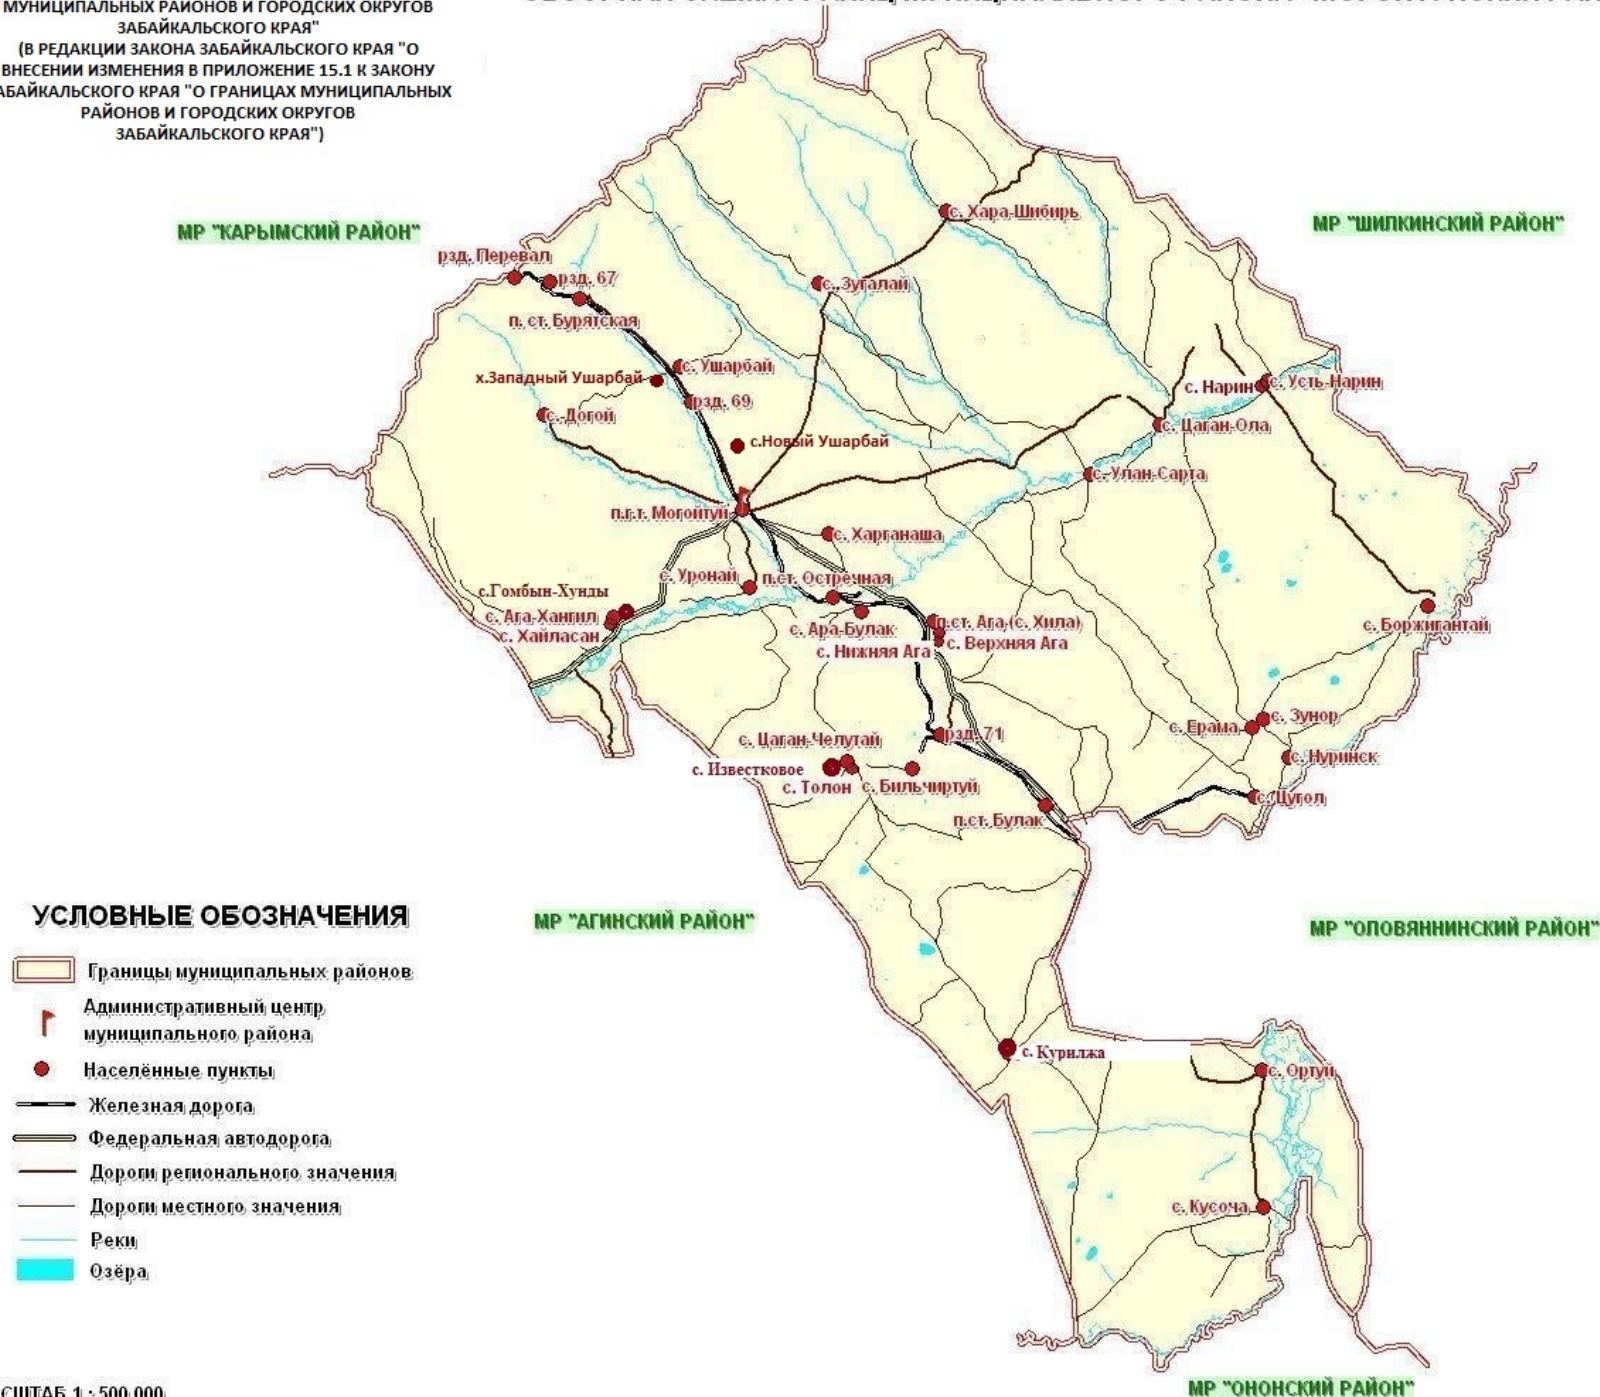 МУНИЦИПАЛЬНЫХ РАЙОНОВ И ГОРОДСКИХ ОКРУГОВ
ЗАБАЙКАЛЬСКОГО КРАЯ"
(В РЕДАКЦИИ ЗАКОНА ЗАБАЙКАЛЬСКОГО КРАЯ "О
ВНЕСЕНИИ ИЗМЕНЕНИЯ В ПРИЛОЖЕНИЕ 15.1 К ЗАКОНУ
АБАЙКАЛЬСКОГО КРАЯ "О ГРАНИЦАХ МУНИЦИПАЛЬНЫХ
РАЙОНОВ И ГОРОДСКИХ ОКРУГОВ
ЗАБАЙКАЛЬСКОГО КРАЯ")
МР "КАРЫМСКИЙ РАЙОН"
МР "ШИЛКИНСКИЙ РАЙОН"
с. Хара-Шибирь
рзд. Перевал
рзд. 67
с. Зугалай
п. ст. Бурятская
с. Ушарбай
х.Западный Ушарбай
с. Нарин
с. Усть-Нарин
рзд. 69
с. Догой
с. Цаган-Ола
с.Новый Ушарбай
с. Улан-Сарта
п.г.т. Могойтуй
с. Харганаша
с. Уронай
п.ст. Остречная
с.Гомбын-Хунды
с. Ага-Хангил
с. Хайласан
с. Ара-Булак
п.ст. Ага,(с. Хила)
с. Верхняя Ага
с. Нижняя Ага
с. Боржигантай
с. Зунор
с. Ерама
рзд. 71
с. Цаган-Челутай
с. Нуринск
с. Известковое
с. Толон
с. Бильчиртуй
с. Цугол
п.ст. Булак
МР "АГИНСКИЙ РАЙОН"
МР "ОЛОВЯННИНСКИЙ РАЙОН"
УСЛОВНЫЕ ОБОЗНАЧЕНИЯ
Границы муниципальных районов
Административный центр
муниципального района
Населённые пункты
Железная дорога
Федеральная автодорога
Дороги регионального значения
Дороги местного значения
Реки
Озёра
с. Курилжа
с. Ортуй
с. Кусоча
МР "ОНОНСКИЙ РАЙОН"
СШТАБ 1 : 500 000